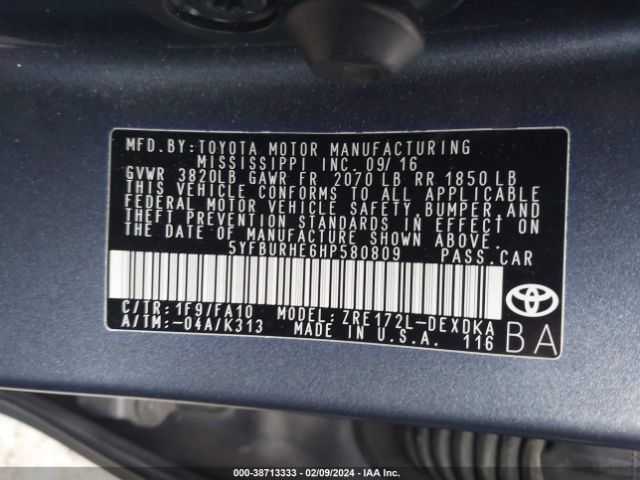 MFD.BY:TOYOTA MOTOR MANUFACTURING
MISSISSIPPI INC. 09/16
GVWR 3820LB GAWR FR 2070 LB RR 1850 LB
THIS VEHICLE CONFORMS TO ALL APPLICABLE
FEDERAL MOTOR VEHICLE SAFETY,BUMPER,AND
THEFT PREVENTION STANDARDS IN EFFECT ON
THE DATE OF MANUFACTURE SHOWN ABOVE.
5YFBURHE6HP580809 PASS.CAR
C/TR:1F9/FA10 MODEL: ZRE172L-DEXDKA
A/TM:-04A/K313 MADE IN U.S.A. 116
BA
000-38713333 - 02/09/2024 - IAA Inc.